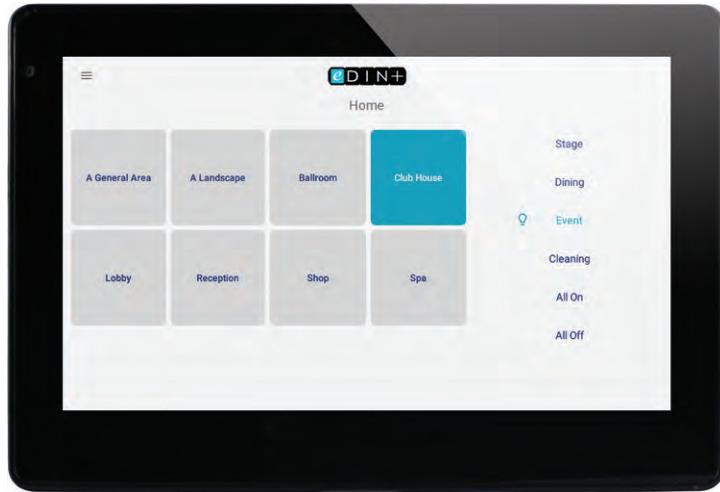 eDIN+
Home
A General Area
A Landscape
Ballroom
Club House
Lobby
Reception
Shop
Spa
Stage
Dining
Event
Cleaning
All On
All Off